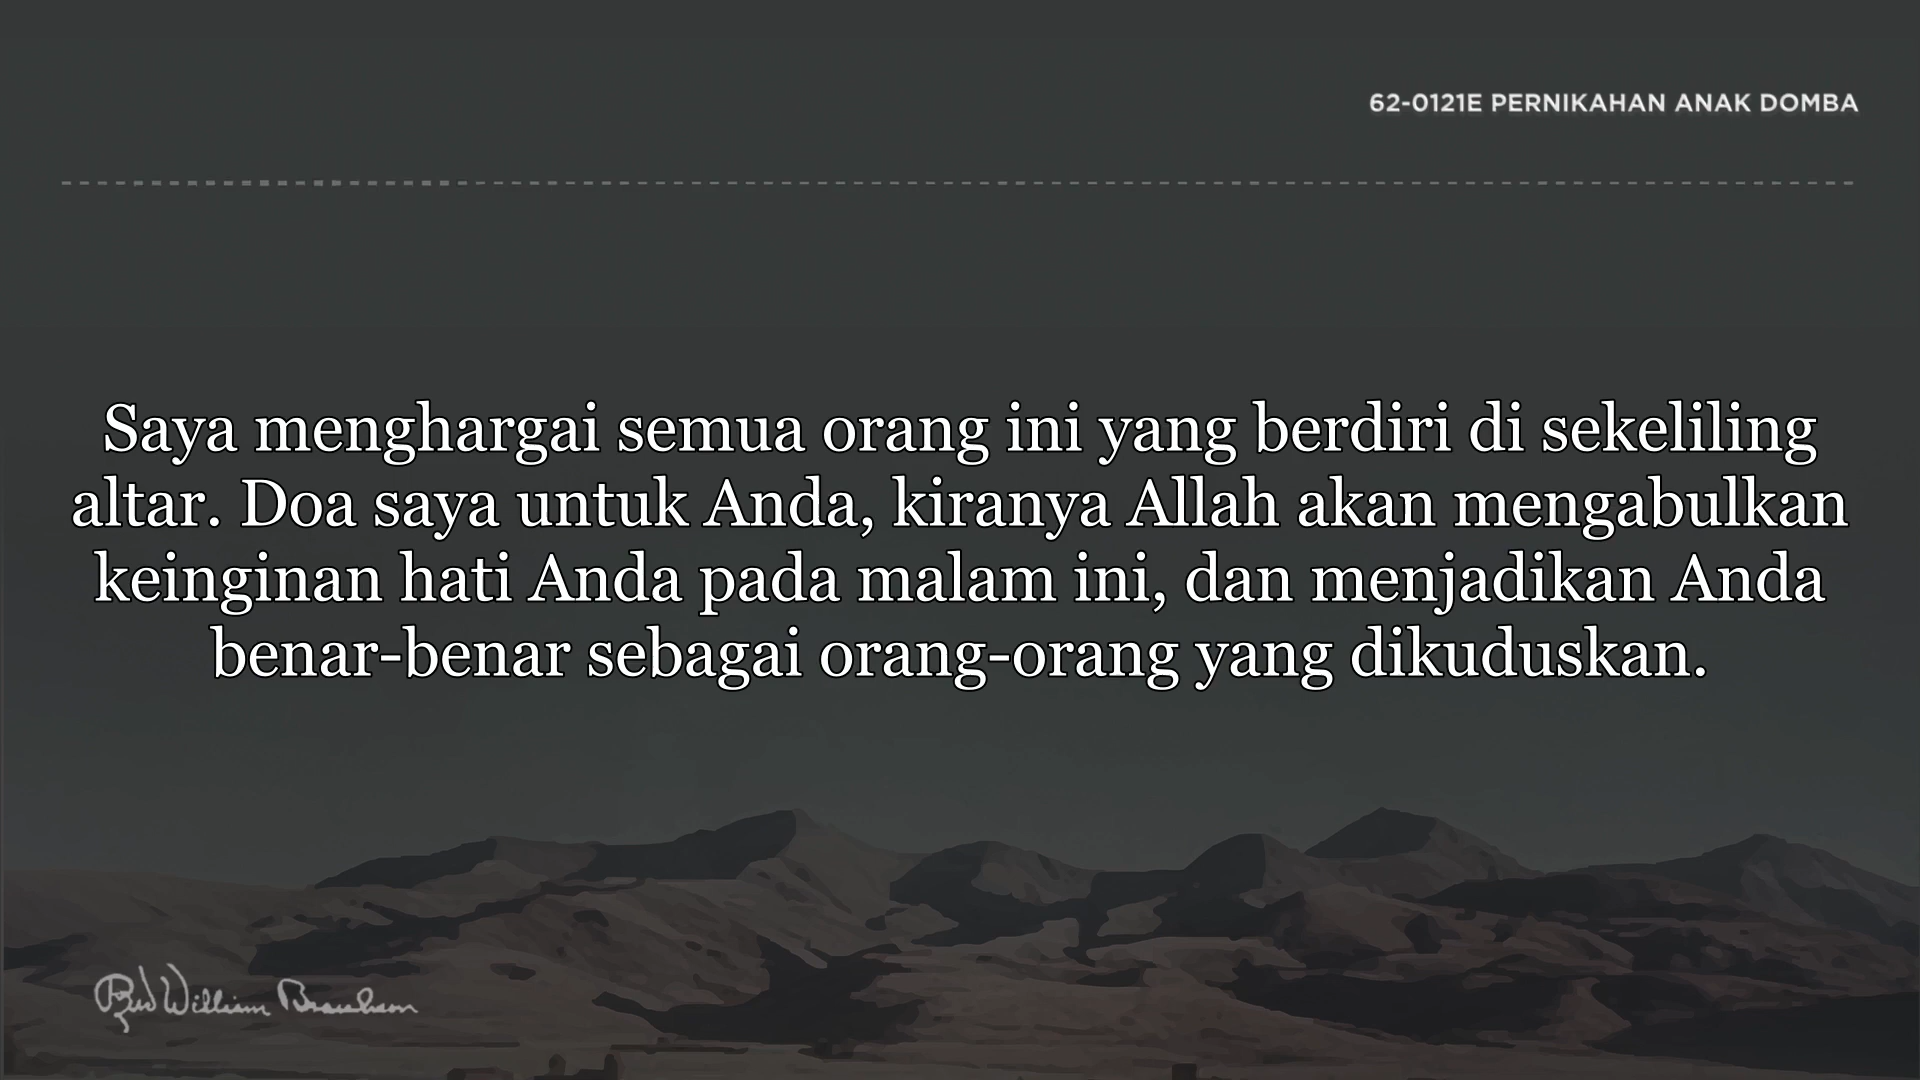 62-0121E PERNIKAHAN ANAK DOMBA
Saya menghargai semua orang ini yang berdiri di sekeliling
altar. Doa saya untuk Anda, kiranya Allah akan mengabulkan
keinginan hati Anda pada malam ini, dan menjadikan Anda
benar-benar sebagai orang-orang yang dikuduskan.
Rev William Branham